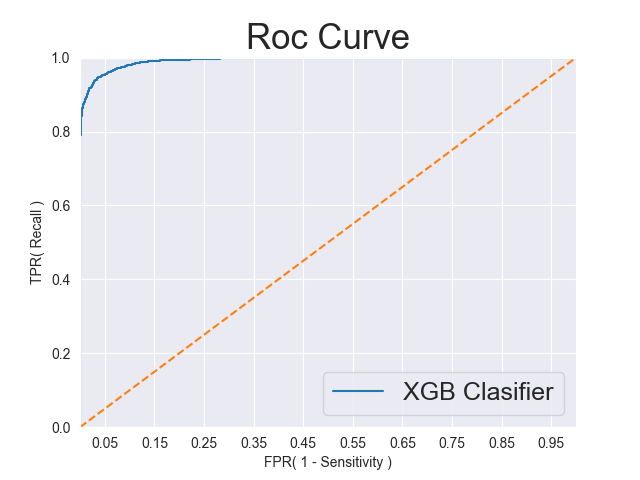 Roc Curve
1.0
0.8
0.6
0.4
0.2
0.0
TPR( Recall )
XGB Clasifier
0.05 0.15 0.25 0.35 0.45 0.55 0.65 0.75 0.85 0.95
FPR( 1 - Sensitivity )